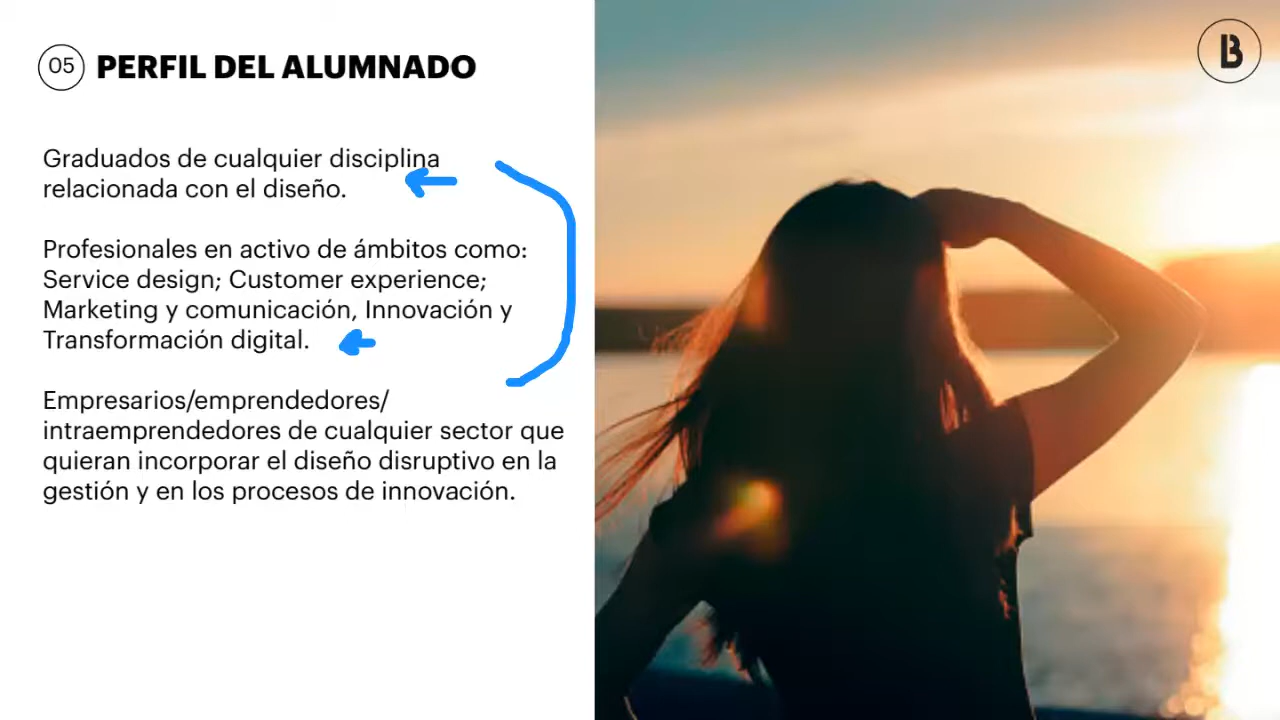 05 PERFIL DEL ALUMNADO
Graduados de cualquier disciplina
relacionada con el diseño.
Profesionales en activo de ámbitos como:
Service design; Customer experience;
Marketing y comunicación, Innovación y
Transformación digital.
Empresarios/emprendedores/
intraemprendedores de cualquier sector que
quieran incorporar el diseño disruptivo en la
gestión y en los procesos de innovación.
B